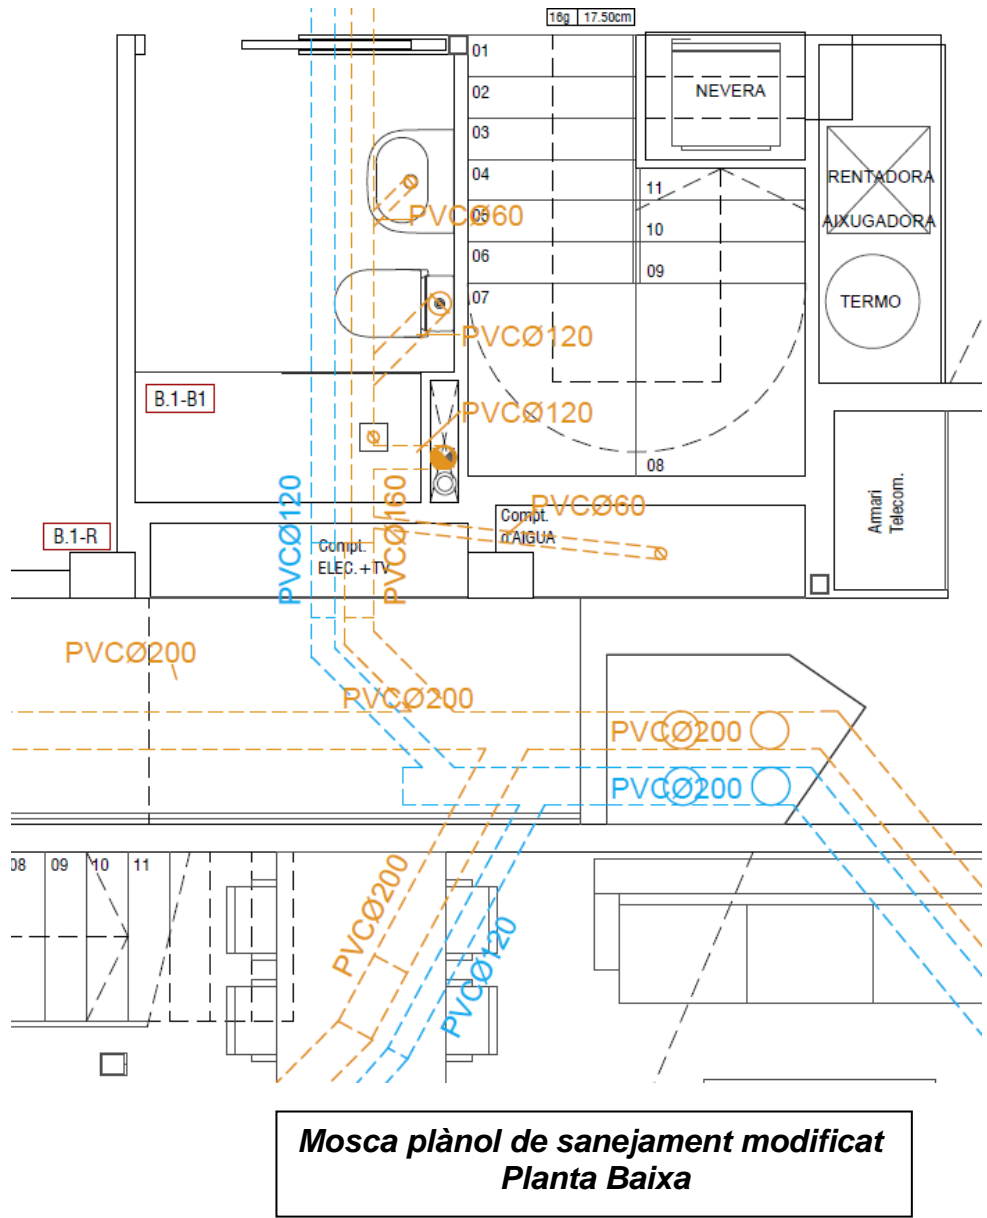 16g 17.50cm
01
02
03
04
05
06
07
08
11
10
09
NEVERA
RENTADORA
AIXUGADORA
TERMO
PVCØ60
PVCØ120
PVCØ120
B.1-B1
B.1-R
PVCØ120
PVCØ160
PVCØ60
Compt.
d'AIGUA
Compt.
ELEC.+TV
Armari
Telecom.
PVCØ200
PVCØ200
PVCØ200
PVCØ200
08 09 10 11
PVCØ200
PVCØ120
Mosca plànol de sanejament modificat
Planta Baixa